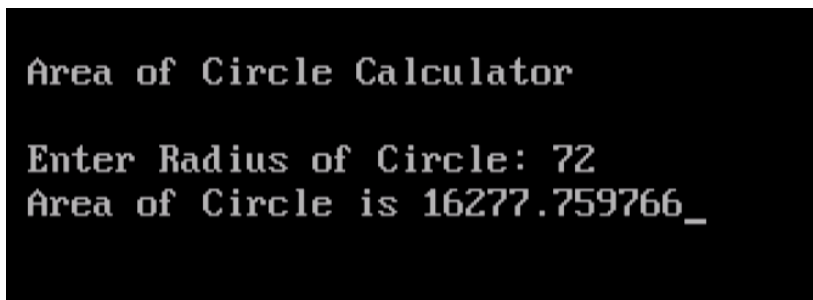 Area of Circle Calculator
Enter Radius of Circle: 72
Area of Circle is 16277.759766_